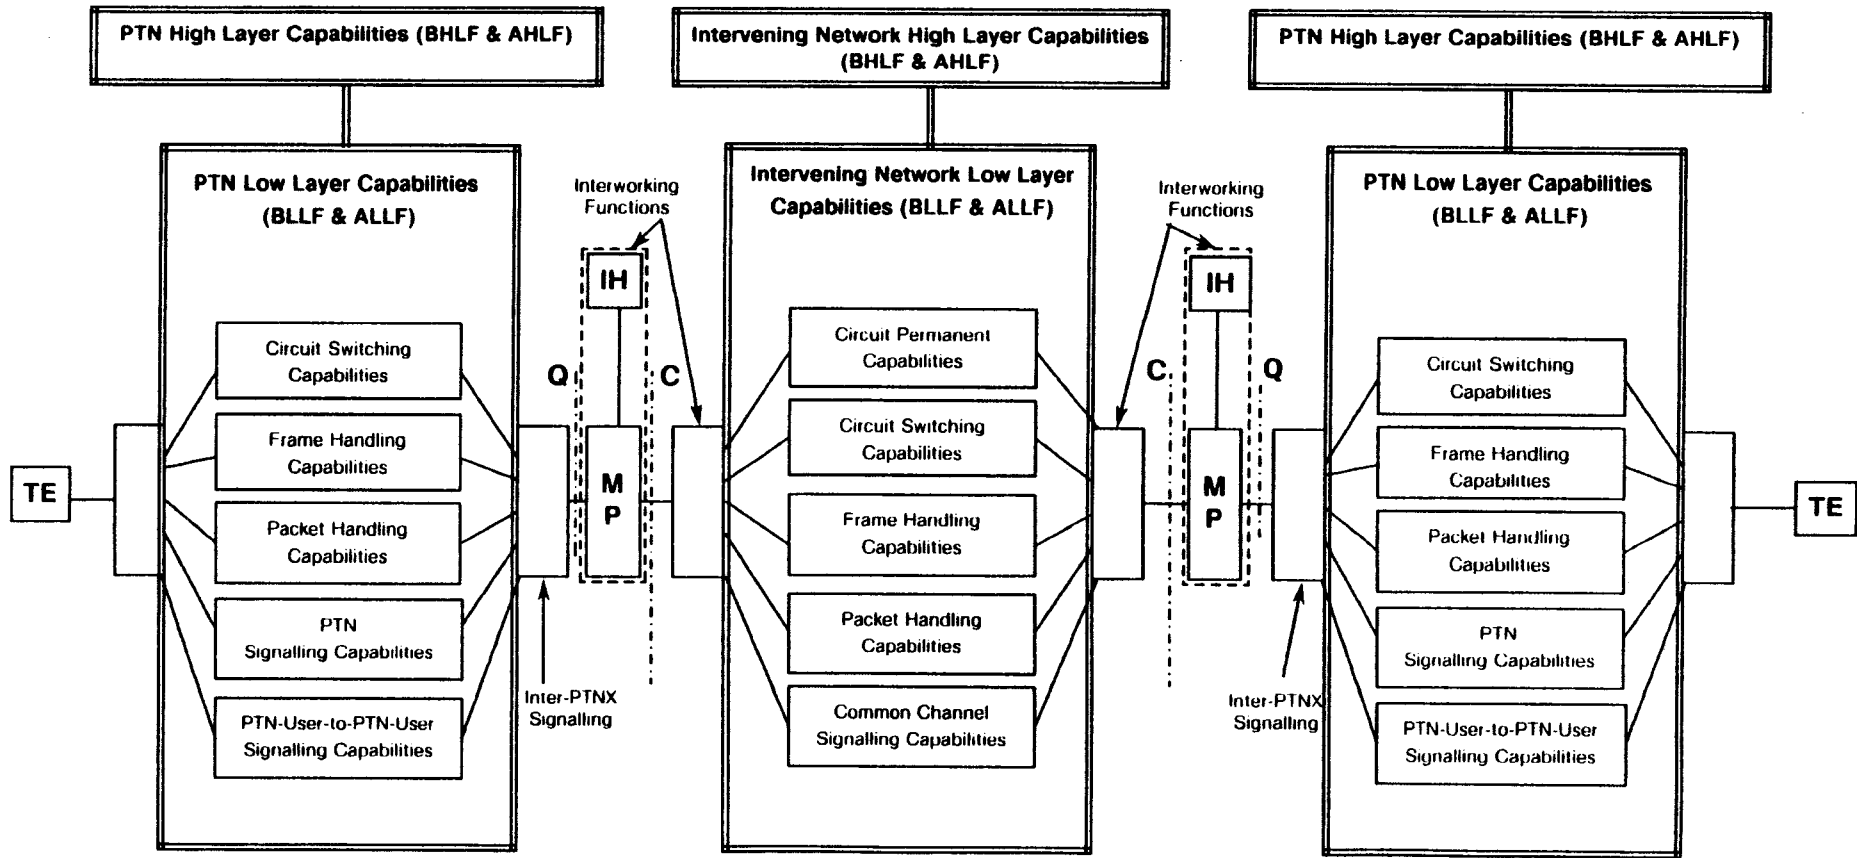 PTN High Layer Capabilities (BHLF & AHLF)
Intervening Network High Layer Capabilities
(BHLF & AHLF)
PTN High Layer Capabilities (BHLF & AHLF)
PTN Low Layer Capabilities
(BLLF & ALLF)
Circuit Switching
Capabilities
Frame Handling
Capabilities
Packet Handling
Capabilities
PTN
Signalling Capabilities
PTN-User-to-PTN-User
Signalling Capabilities
TE
Interworking
Functions
IH
Q
C
M
P
Inter-PTNX
Signalling
Intervening Network Low Layer
Capabilities (BLLF & ALLF)
Circuit Permanent
Capabilities
Circuit Switching
Capabilities
Frame Handling
Capabilities
Packet Handling
Capabilities
Common Channel
Signalling Capabilities
Interworking
Functions
IH
C
Q
M
P
Inter-PTNX
Signalling
PTN Low Layer Capabilities
(BLLF & ALLF)
Circuit Switching
Capabilities
Frame Handling
Capabilities
Packet Handling
Capabilities
PTN
Signalling Capabilities
PTN-User-to-PTN-User
Signalling Capabilities
TE